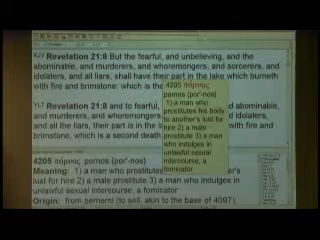 KJV Revelation 21:8 But the fearful, and unbelieving, and the
abominable, and murderers, and whoremongers, and sorcerers, and
idolaters, and all liars, shall have their part in the lake which burneth
with fire and brimstone: which is the
YLT Revelation 21:8 and to fearful, abominable,
and murderers, and whoremongers and
idolaters, and all the liars, their part is in the with fire and
brimstone, which is a second death
4205 πόρνος
pornos (por'-nos)
1) a man who
prostitutes his body
to another's lust for
hire 2) a male
prostitute 3) a man
who indulges in
unlawful sexual
intercourse, a
fornicator
4205 πόρνος pornos (por'-nos)
Meaning: 1) a man who prostitutes
lust for hire 2) a male prostitute 3) a man who indulges in
unlawful sexual intercourse, a fornicator
Origin: from pernemi (to sell, akin to the base of 4097);